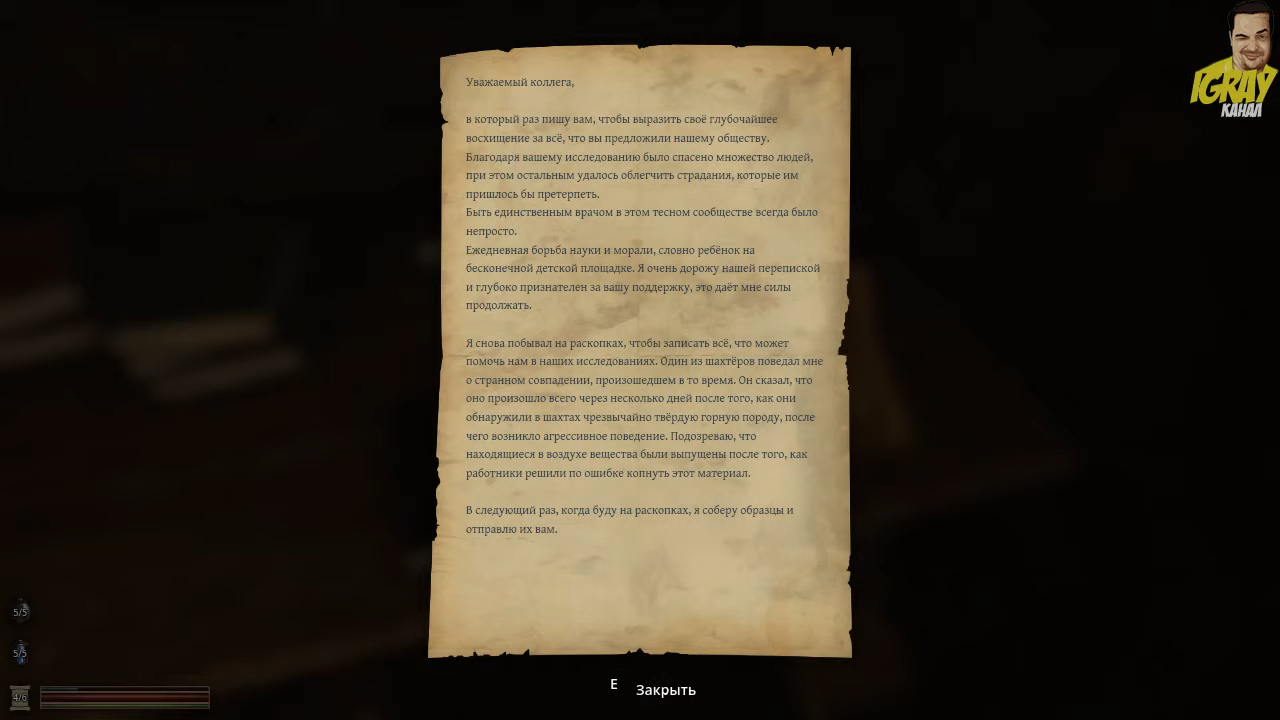 Уважаемый коллега,
в который раз пишу вам, чтобы выразить своё глубочайшее
восхищение за всё, что вы предложили нашему обществу.
Благодаря вашему исследованию было спасено множество людей,
при этом остальным удалось облегчить страдания, которые им
пришлось бы претерпеть.
Быть единственным врачом в этом тесном сообществе всегда было
непросто.
Ежедневная борьба науки и морали, словно ребёнок на
бесконечной детской площадке. Я очень дорожу нашей перепиской
и глубоко признателен за вашу поддержку, это даёт мне силы
продолжать.
Я снова побывал на раскопках, чтобы записать всё, что может
помочь нам в наших исследованиях. Один из шахтёров поведал мне
о странном совпадении, произошедшем в то время. Он сказал, что
оно произошло всего через несколько дней после того, как они
обнаружили в шахтах чрезвычайно твёрдую горную породу, после
чего возникло агрессивное поведение. Подозреваю, что
находящиеся в воздухе вещества были выпущены после того, как
работники решили по ошибке копнуть этот материал.
В следующий раз, когда буду на раскопках, я соберу образцы и
отправлю их вам.
IGRAY
КАНАЛ
5/5
5/5
4/6
E Закрыть